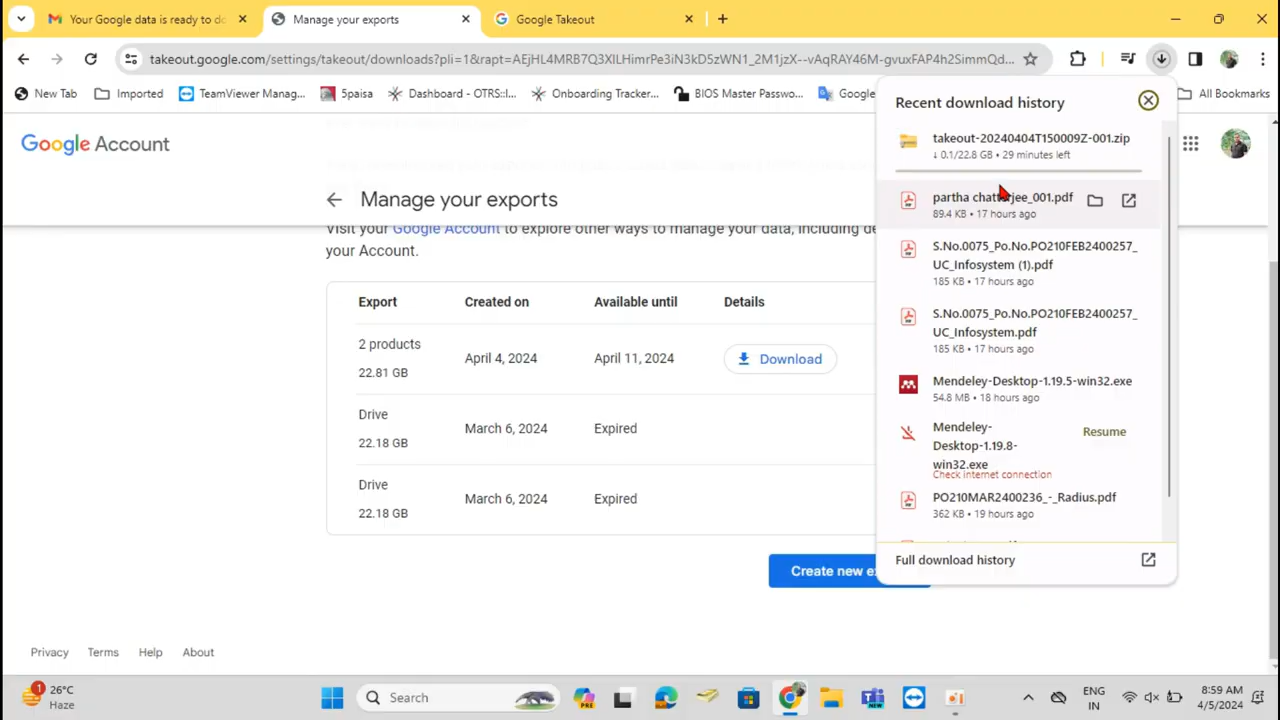 Your Google data is ready to do
Manage your exports
Google Takeout
takeout.google.com/settings/takeout/downloads?pli=1&rapt=AEjHL4MRB7Q3XILHimrPe3iN3kD5zWN1_2M1jzX--vAqRAY46M-gvuxFAP4h2SimmQd...
New Tab
Imported
TeamViewer Manag...
5paisa
Dashboard - OTRS::I...
Onboarding Tracker...
BIOS Master Passwo...
Google
All Bookmarks
Google Account
Manage your exports
Visit your Google Account to explore other ways to manage your data, including de
your Account.
Export
Created on
Available until
Details
2 products
22.81 GB
April 4, 2024
April 11, 2024
Download
Drive
22.18 GB
March 6, 2024
Expired
Drive
22.18 GB
March 6, 2024
Expired
Create new ex
Recent download history
takeout-20240404T150009Z-001.zip
↓ 0.1/22.8 GB • 29 minutes left
partha chatterjee_001.pdf
89.4 KB • 17 hours ago
S.No.0075_Po.No.PO210FEB2400257_
UC_Infosystem (1).pdf
185 KB • 17 hours ago
S.No.0075_Po.No.PO210FEB2400257_
UC_Infosystem.pdf
185 KB • 17 hours ago
Mendeley-Desktop-1.19.5-win32.exe
54.8 MB • 18 hours ago
Mendeley-
Desktop-1.19.8-
win32.exe
Check internet connection
Resume
PO210MAR2400236_-_Radius.pdf
362 KB • 19 hours ago
Full download history
Privacy
Terms
Help
About
1
26°C
Haze
Search
PRE
NEW
ENG
IN
8:59 AM
4/5/2024